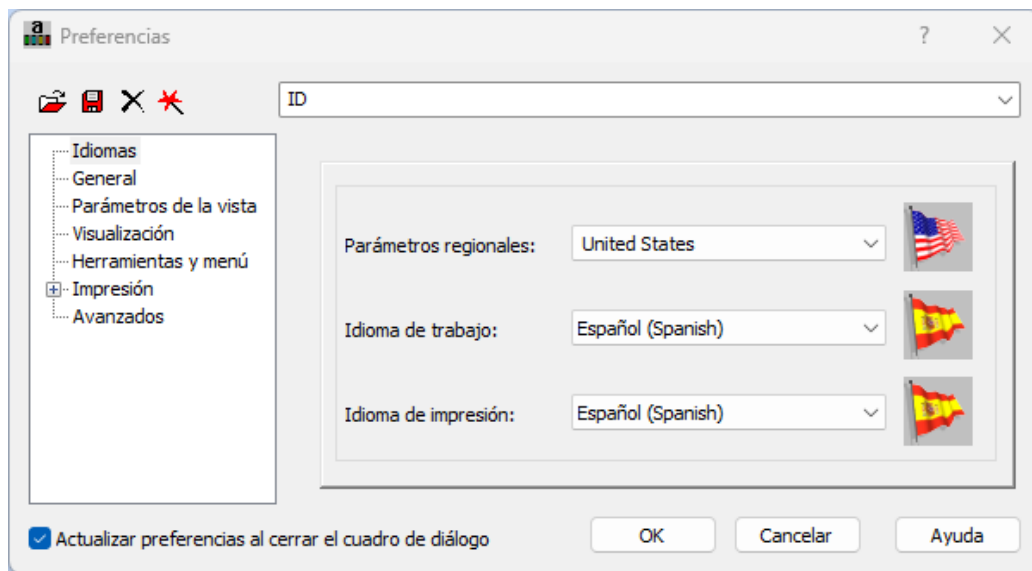 Preferencias
ID
Idiomas
General
Parámetros de la vista
Visualización
Herramientas y menú
Impresión
Avanzados
Parámetros regionales: United States
Idioma de trabajo: Español (Spanish)
Idioma de impresión: Español (Spanish)
Actualizar preferencias al cerrar el cuadro de diálogo
OK Cancelar Ayuda